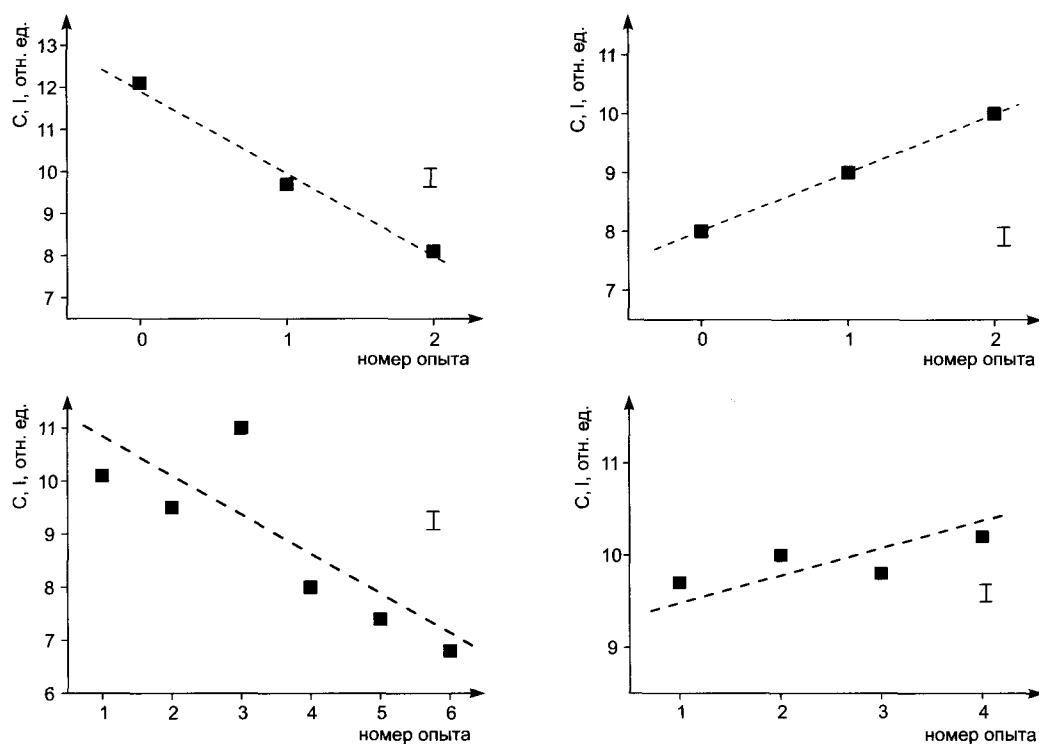 C, I, отн. ед.
13
12
11
10
9
8
7
0 1 2
номер опыта
C, I, отн. ед.
11
10
9
8
7
0 1 2
номер опыта
C, I, отн. ед.
11
10
9
8
7
6
1 2 3 4 5 6
номер опыта
C, I, отн. ед.
11
10
9
1 2 3 4
номер опыта